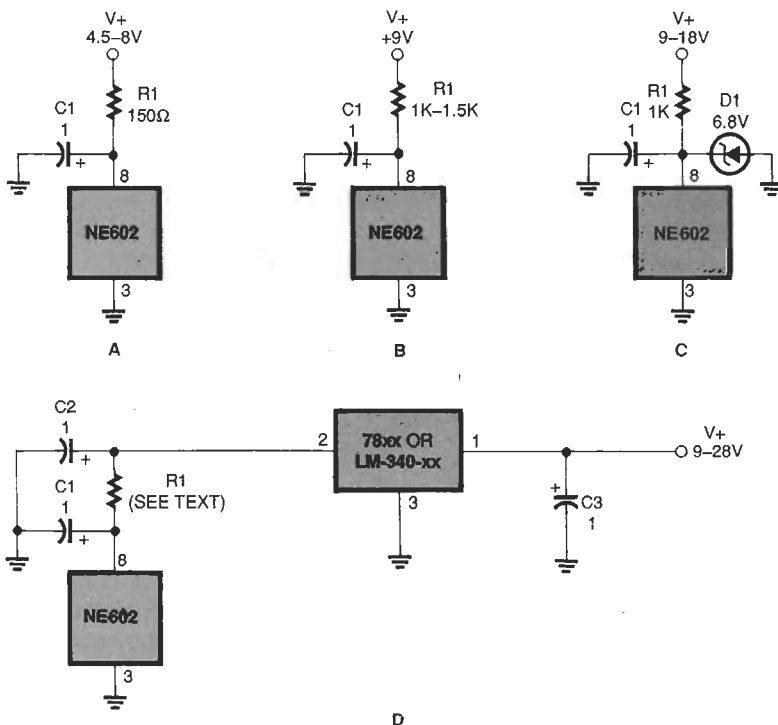 V+
4.5–8V
R1
150Ω
C1
1
+
8
NE602
3
A
V+
+9V
R1
1K–1.5K
C1
1
+
8
NE602
3
B
V+
9–18V
R1
1K
D1
6.8V
C1
1
+
8
NE602
3
C
C2
1
+
R1
(SEE TEXT)
C1
1
+
8
NE602
3
2
78xx OR
LM-340-xx
1
3
V+
9–28V
+
C3
1
D